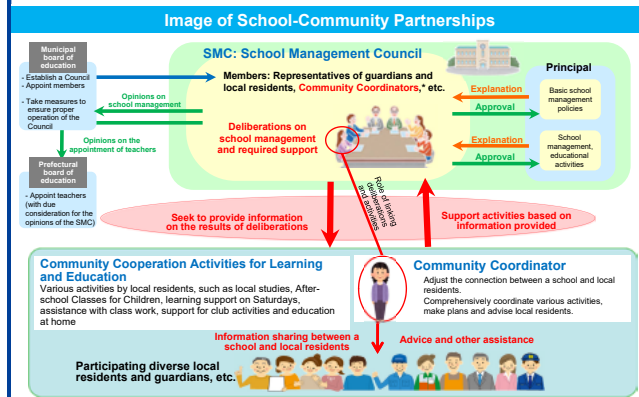 Image of School-Community Partnerships
Municipal
board of
education
- Establish a Council
- Appoint members
- Take measures to
ensure proper
operation of the
Council
SMC: School Management Council
Members: Representatives of guardians and
local residents, Community Coordinators,* etc.
Opinions on
school management
Deliberations on
school management
and required support
Opinions on the
appointment of teachers
Prefectural
board of
education
- Appoint teachers
(with due
consideration for the
opinions of the SMC)
Principal
Explanation
Approval
Basic school
management
policies
Explanation
Approval
School
management,
educational
activities
Role of linking
deliberations
and activities
Seek to provide information
on the results of deliberations
Support activities based on
information provided
Community Cooperation Activities for Learning
and Education
Various activities by local residents, such as local studies, After-
school Classes for Children, learning support on Saturdays,
assistance with class work, support for club activities and education
at home
Community Coordinator
Adjust the connection between a school and local
residents.
Comprehensively coordinate various activities,
make plans and advise local residents.
Information sharing between a
school and local residents
Advice and other assistance
Participating diverse local
residents and guardians, etc.